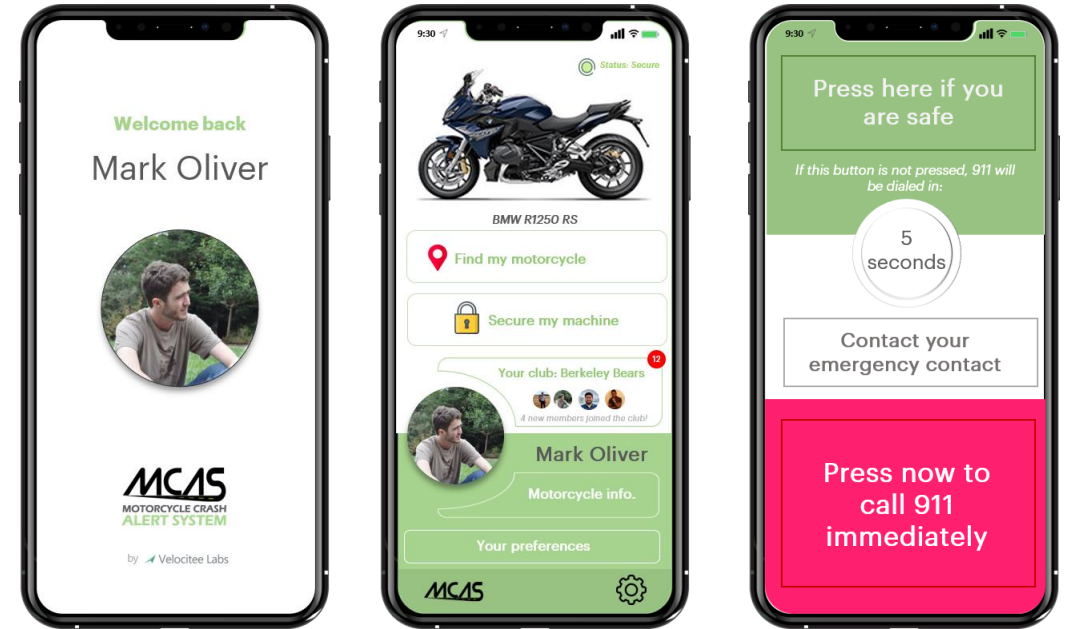 Welcome back
Mark Oliver
MCAS
MOTORCYCLE CRASH
ALERT SYSTEM
by Velocitee Labs
9:30
Status: Secure
BMW R1250 RS
Find my motorcycle
Secure my machine
12
Your club: Berkeley Bears
4 new members joined the club!
Mark Oliver
Motorcycle info.
Your preferences
MCAS
9:30
Press here if you
are safe
If this button is not pressed, 911 will
be dialed in:
5
seconds
Contact your
emergency contact
Press now to
call 911
immediately